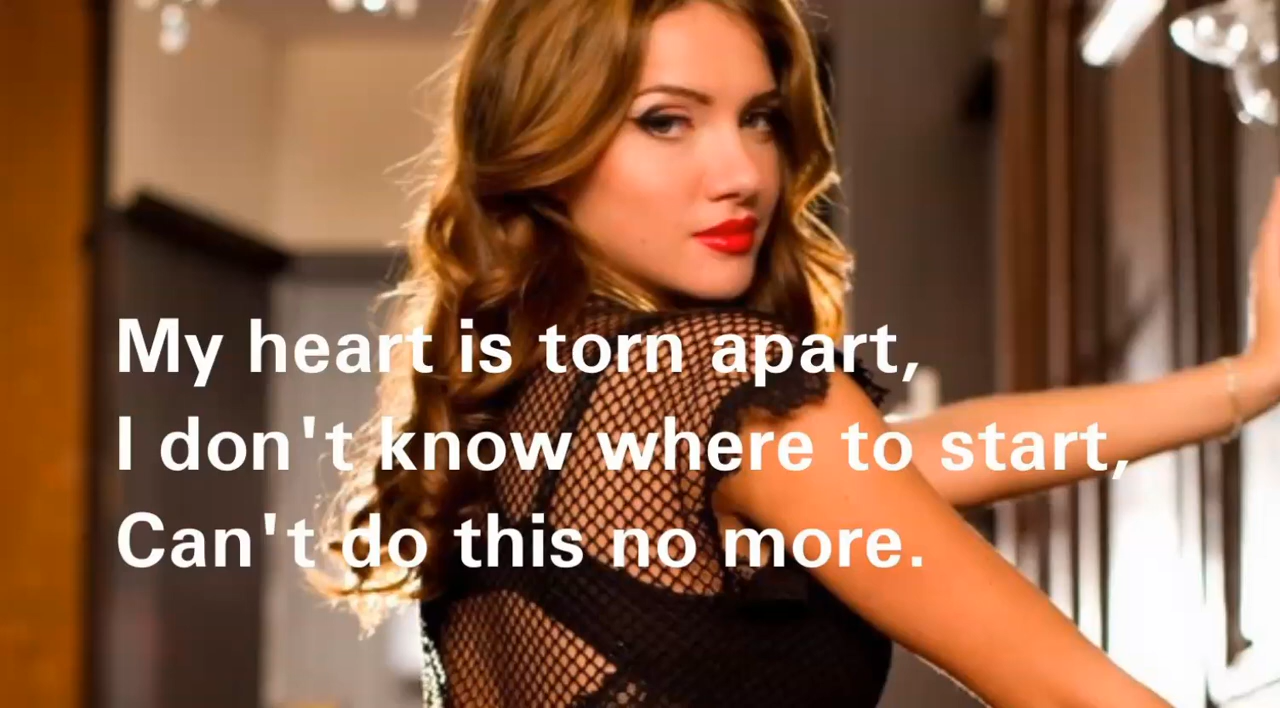 My heart is torn apart,
I don't know where to start,
Can't do this no more.